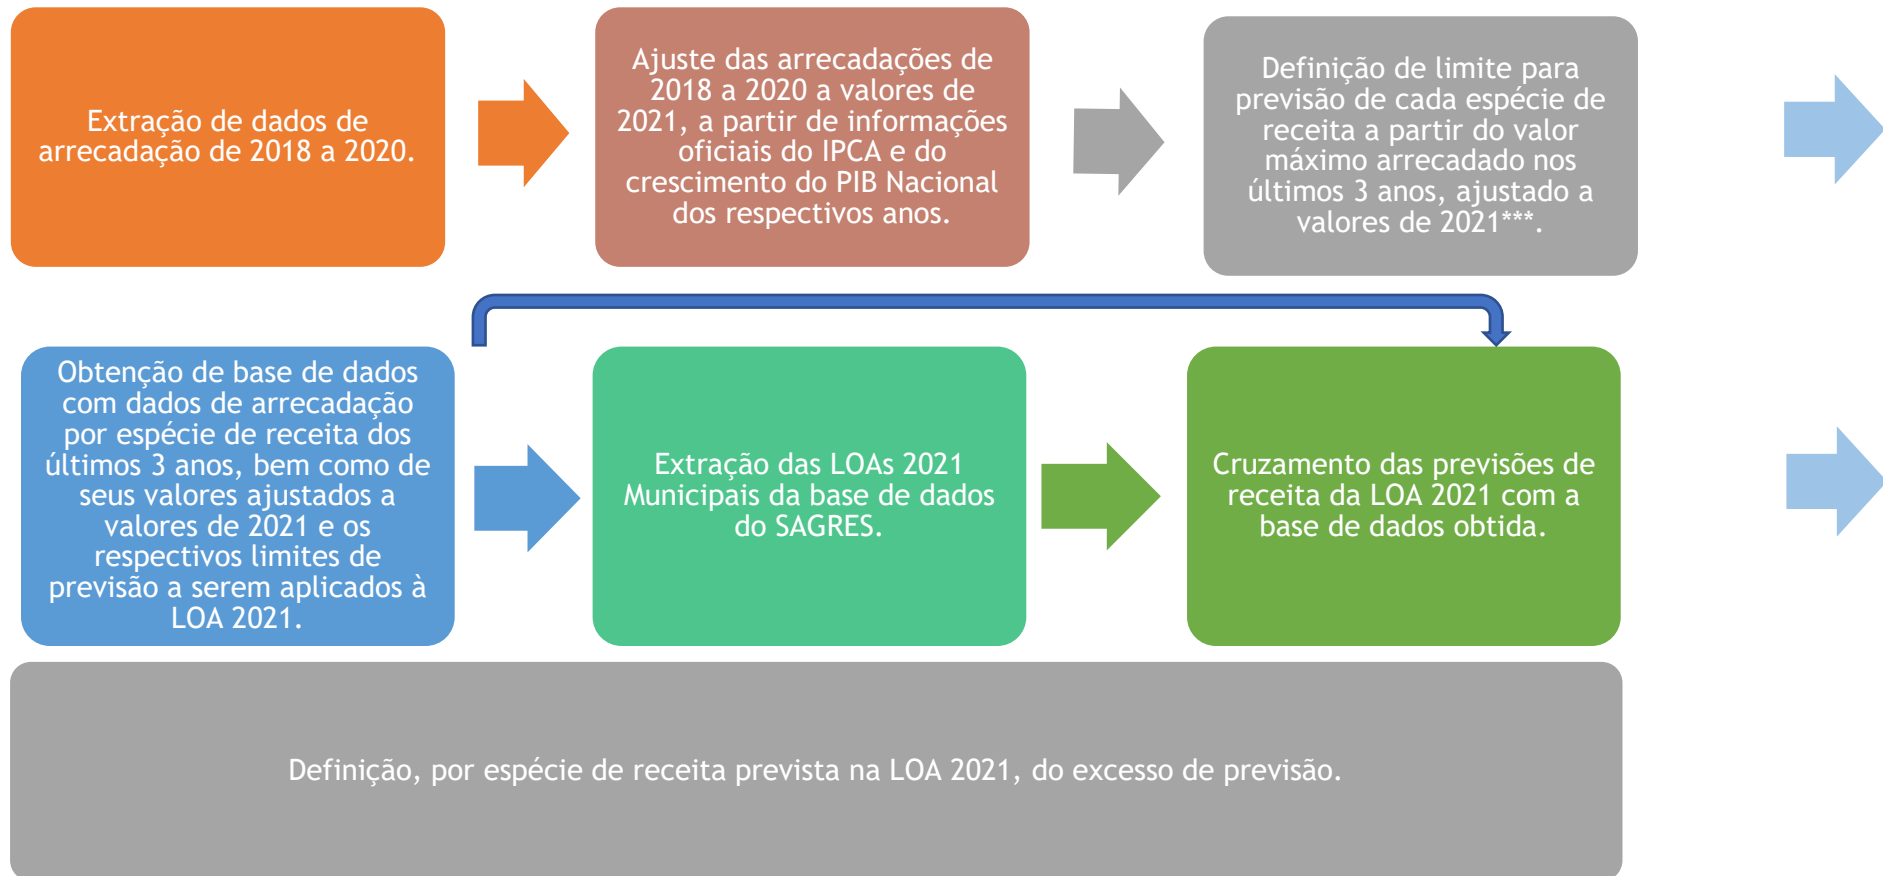 Extração de dados de
arrecadação de 2018 a 2020.
Ajuste das arrecadações de
2018 a 2020 a valores de
2021, a partir de informações
oficiais do IPCA e do
crescimento do PIB Nacional
dos respectivos anos.
Definição de limite para
previsão de cada espécie de
receita a partir do valor
máximo arrecadado nos
últimos 3 anos, ajustado a
valores de 2021***.
Obtenção de base de dados
com dados de arrecadação
por espécie de receita dos
últimos 3 anos, bem como de
seus valores ajustados a
valores de 2021 e os
respectivos limites de
previsão a serem aplicados à
LOA 2021.
Extração das LOAs 2021
Municipais da base de dados
do SAGRES.
Cruzamento das previsões de
receita da LOA 2021 com a
base de dados obtida.
Definição, por espécie de receita prevista na LOA 2021, do excesso de previsão.